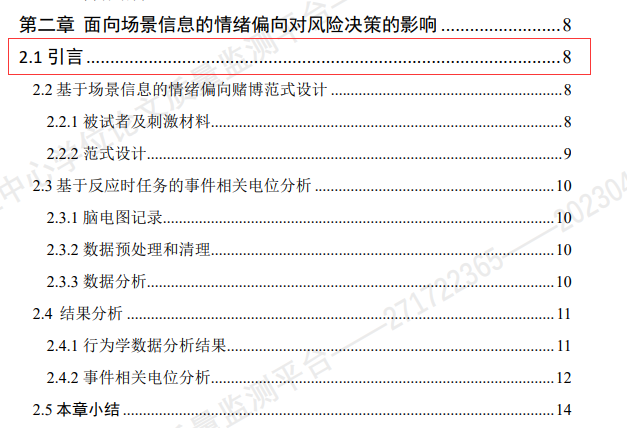 第二章 面向场景信息的情绪偏向对风险决策的影响 ........................ 8
2.1 引言 ........................ 8
2.2 基于场景信息的情绪偏向赌博范式设计 ........................ 8
2.2.1 被试者及刺激材料 ........................ 8
2.2.2 范式设计 ........................ 9
2.3 基于反应时任务的事件相关电位分析 ........................ 10
2.3.1 脑电图记录 ........................ 10
2.3.2 数据预处理和清理 ........................ 10
2.3.3 数据分析 ........................ 10
2.4 结果分析 ........................ 11
2.4.1 行为学数据分析结果 ........................ 11
2.4.2 事件相关电位分析 ........................ 12
2.5 本章小结 ........................ 14
中心学位论文质量监测平台——271722365——202304